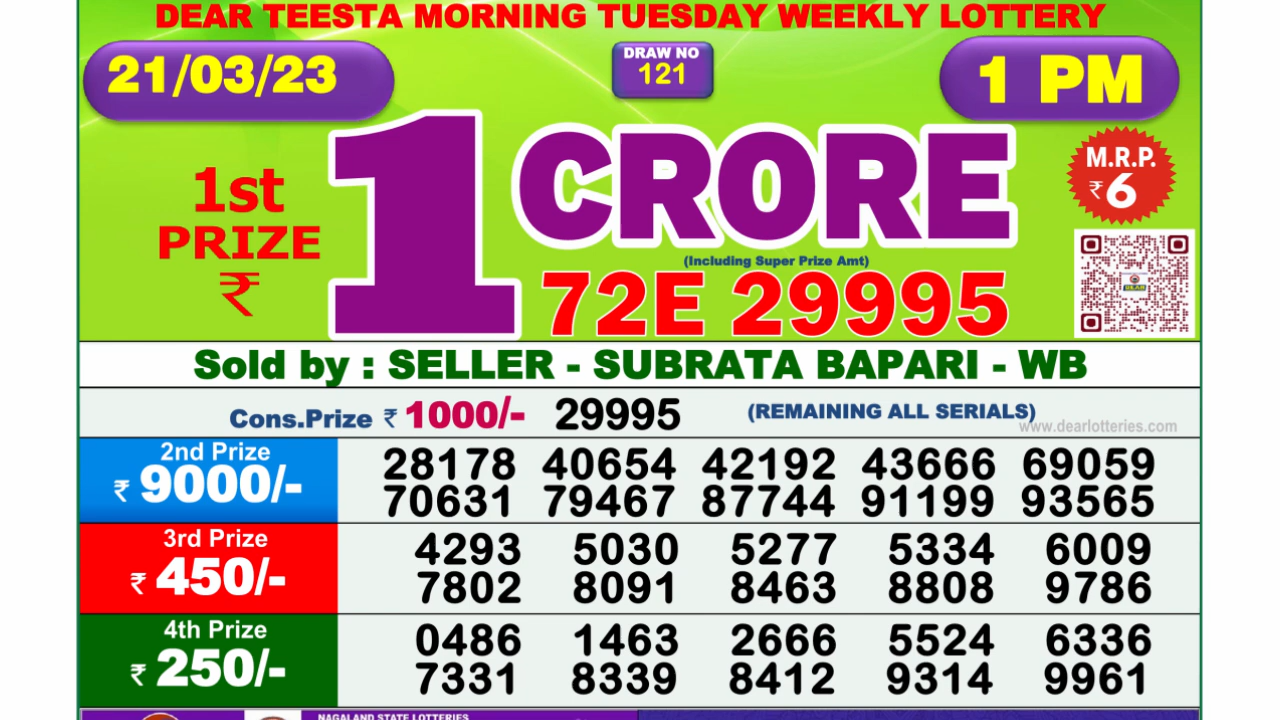 DEAR TEESTA MORNING TUESDAY WEEKLY LOTTERY
21/03/23
DRAW NO
121
1 PM
1st
PRIZE
₹
1 CRORE
M.R.P.
₹6
(Including Super Prize Amt)
72E 29995
Sold by : SELLER - SUBRATA BAPARI - WB
Cons.Prize ₹ 1000/- 29995 (REMAINING ALL SERIALS)
www.dearlotteries.com
2nd Prize
₹ 9000/-
28178 40654 42192 43666 69059
70631 79467 87744 91199 93565
3rd Prize
₹ 450/-
4293 5030 5277 5334 6009
7802 8091 8463 8808 9786
4th Prize
₹ 250/-
0486 1463 2666 5524 6336
7331 8339 8412 9314 9961
NAGALAND STATE LOTTERIES